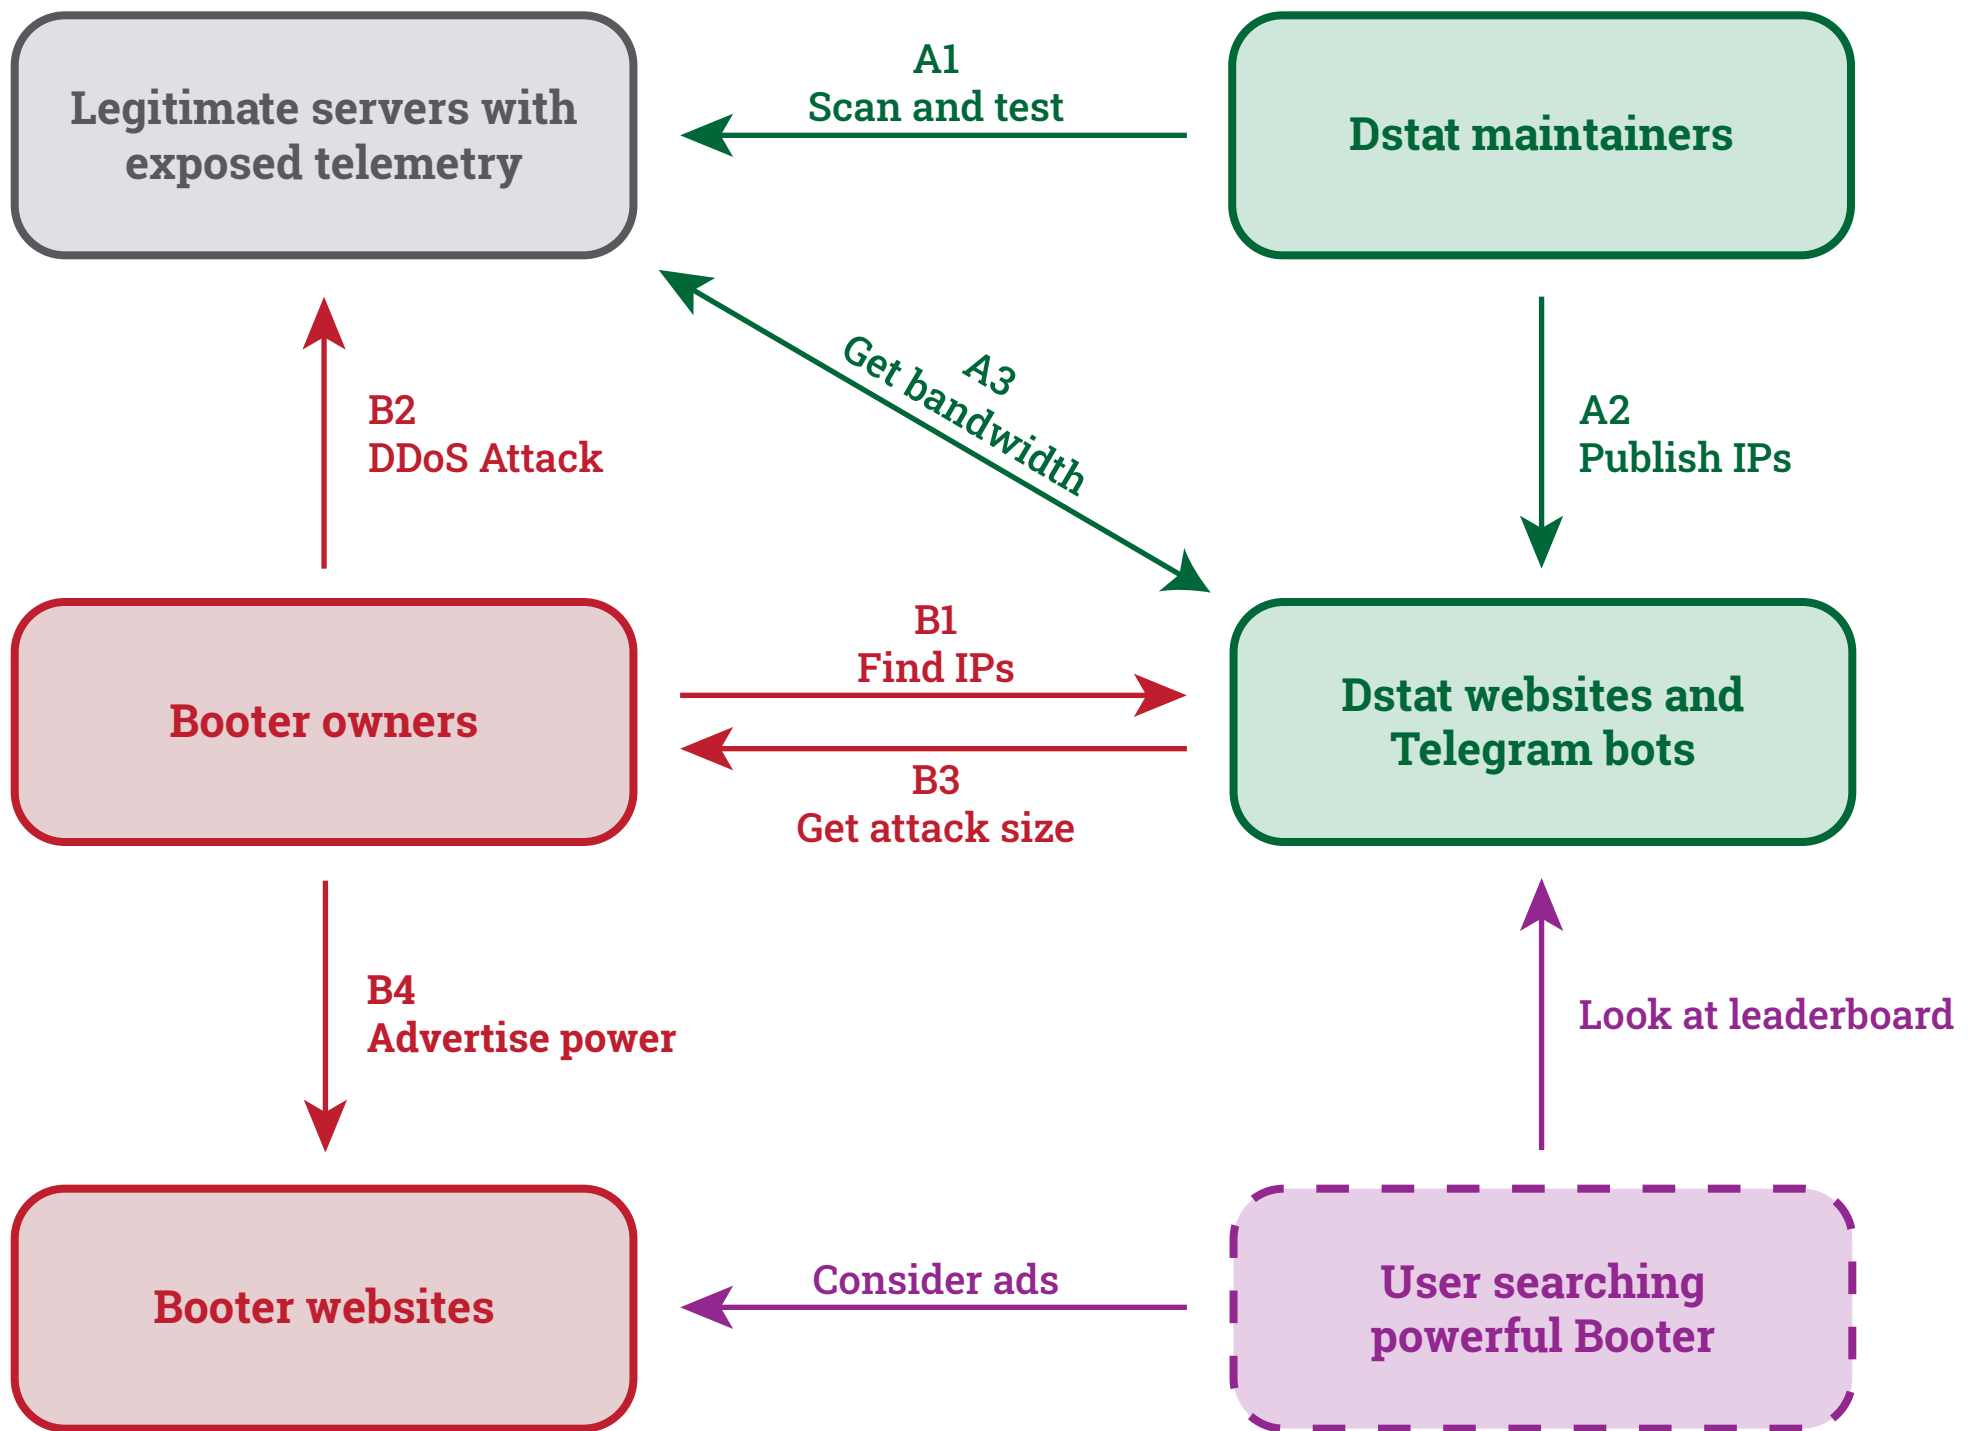 Legitimate servers with
exposed telemetry
A1
Scan and test
Dstat maintainers
B2
DDoS Attack
A3
Get bandwidth
A2
Publish IPs
Booter owners
B1
Find IPs
B3
Get attack size
Dstat websites and
Telegram bots
B4
Advertise power
Look at leaderboard
Booter websites
Consider ads
User searching
powerful Booter